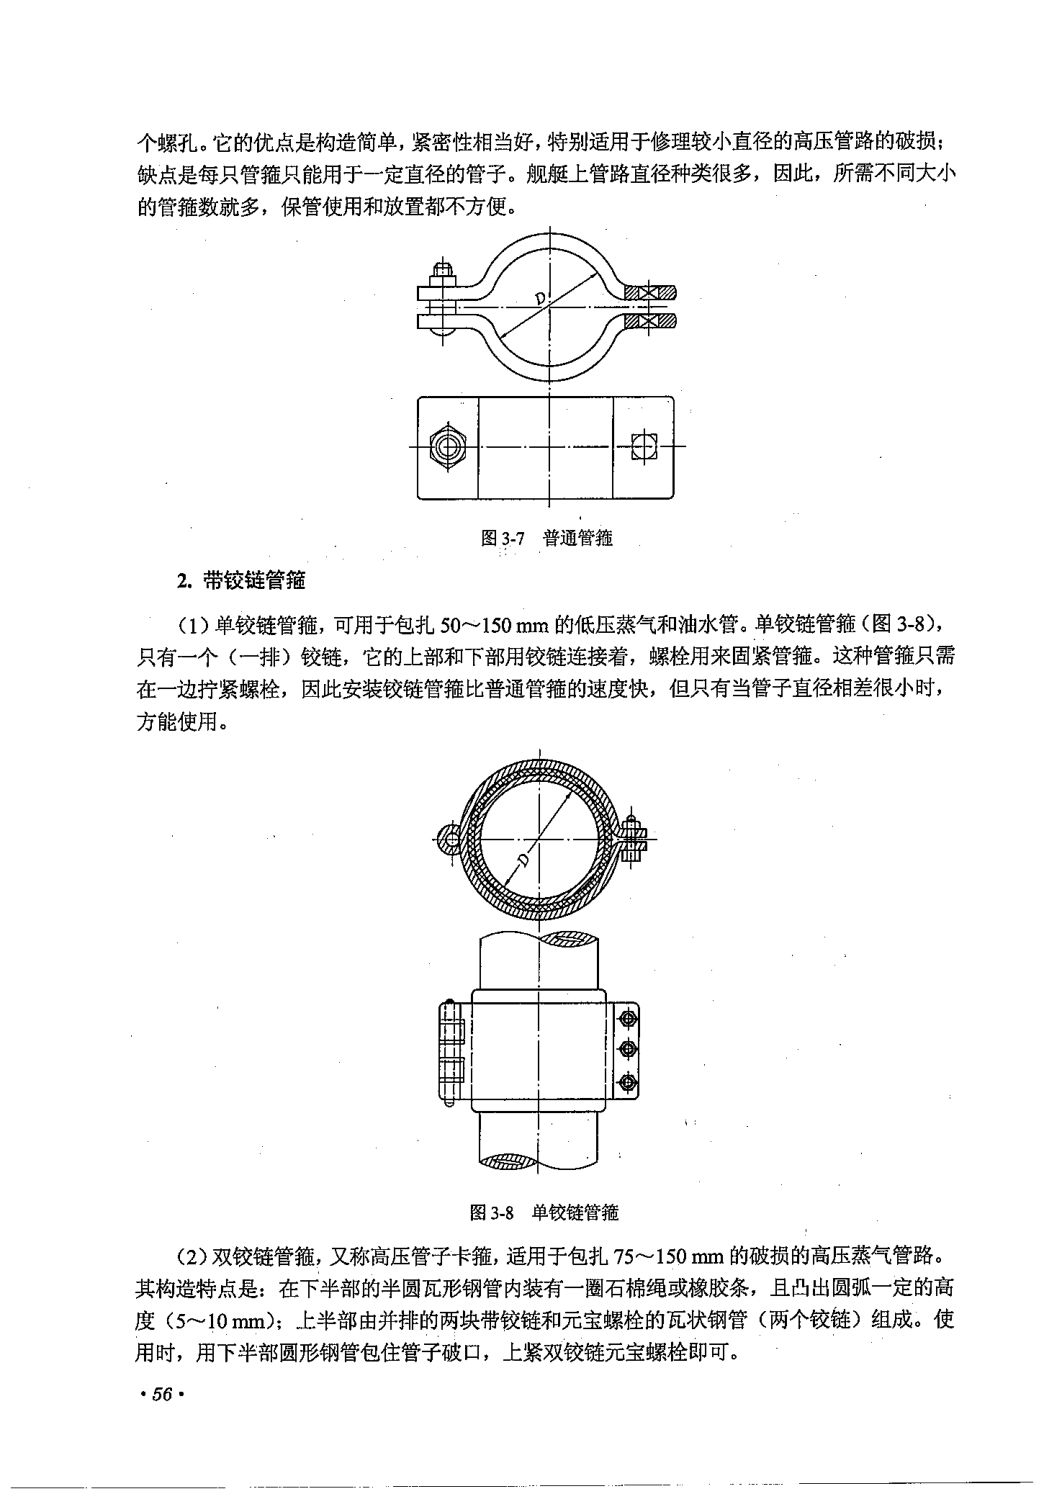 个螺孔。它的优点是构造简单，紧密性相当好，特别适用于修理较小直径的高压管路的破损；
缺点是每只管箍只能用于一定直径的管子。舰艇上管路直径种类很多，因此，所需不同大小
的管箍数就多，保管使用和放置都不方便。
D
图 3-7　普通管箍
2. 带铰链管箍
（1）单铰链管箍，可用于包扎 50～150 mm 的低压蒸气和油水管。单铰链管箍（图 3-8），
只有一个（一排）铰链，它的上部和下部用铰链连接着，螺栓用来固紧管箍。这种管箍只需
在一边拧紧螺栓，因此安装铰链管箍比普通管箍的速度快，但只有当管子直径相差很小时，
方能使用。
D
图 3-8　单铰链管箍
（2）双铰链管箍，又称高压管子卡箍，适用于包扎 75～150 mm 的破损的高压蒸气管路。
其构造特点是：在下半部的半圆瓦形钢管内装有一圈石棉绳或橡胶条，且凸出圆弧一定的高
度（5～10 mm）；上半部由并排的两块带铰链和元宝螺栓的瓦状钢管（两个铰链）组成。使
用时，用下半部圆形钢管包住管子破口，上紧双铰链元宝螺栓即可。
·56·